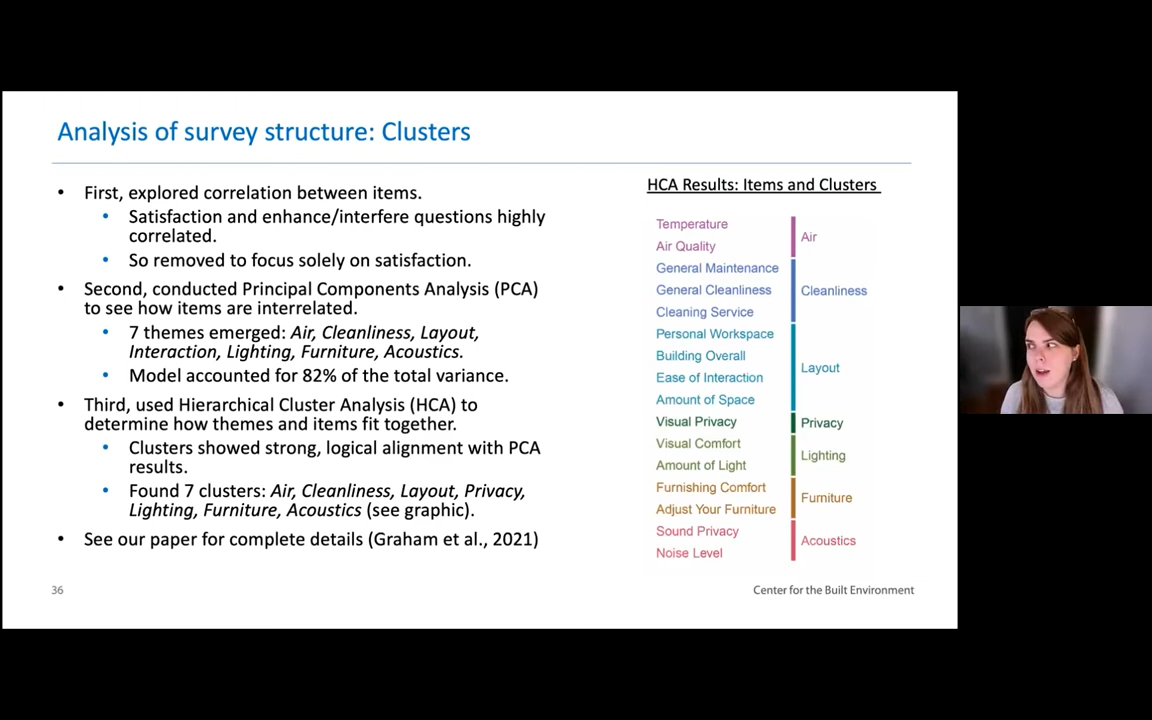 Analysis of survey structure: Clusters
• First, explored correlation between items.
• Satisfaction and enhance/interfere questions highly
correlated.
• So removed to focus solely on satisfaction.
• Second, conducted Principal Components Analysis (PCA)
to see how items are interrelated.
• 7 themes emerged: Air, Cleanliness, Layout,
Interaction, Lighting, Furniture, Acoustics.
• Model accounted for 82% of the total variance.
• Third, used Hierarchical Cluster Analysis (HCA) to
determine how themes and items fit together.
• Clusters showed strong, logical alignment with PCA
results.
• Found 7 clusters: Air, Cleanliness, Layout, Privacy,
Lighting, Furniture, Acoustics (see graphic).
• See our paper for complete details (Graham et al., 2021)
HCA Results: Items and Clusters
Temperature
Air Quality
Air
General Maintenance
General Cleanliness
Cleaning Service
Cleanliness
Personal Workspace
Building Overall
Ease of Interaction
Amount of Space
Layout
Visual Privacy
Privacy
Visual Comfort
Amount of Light
Lighting
Furnishing Comfort
Adjust Your Furniture
Furniture
Sound Privacy
Noise Level
Acoustics
36
Center for the Built Environment